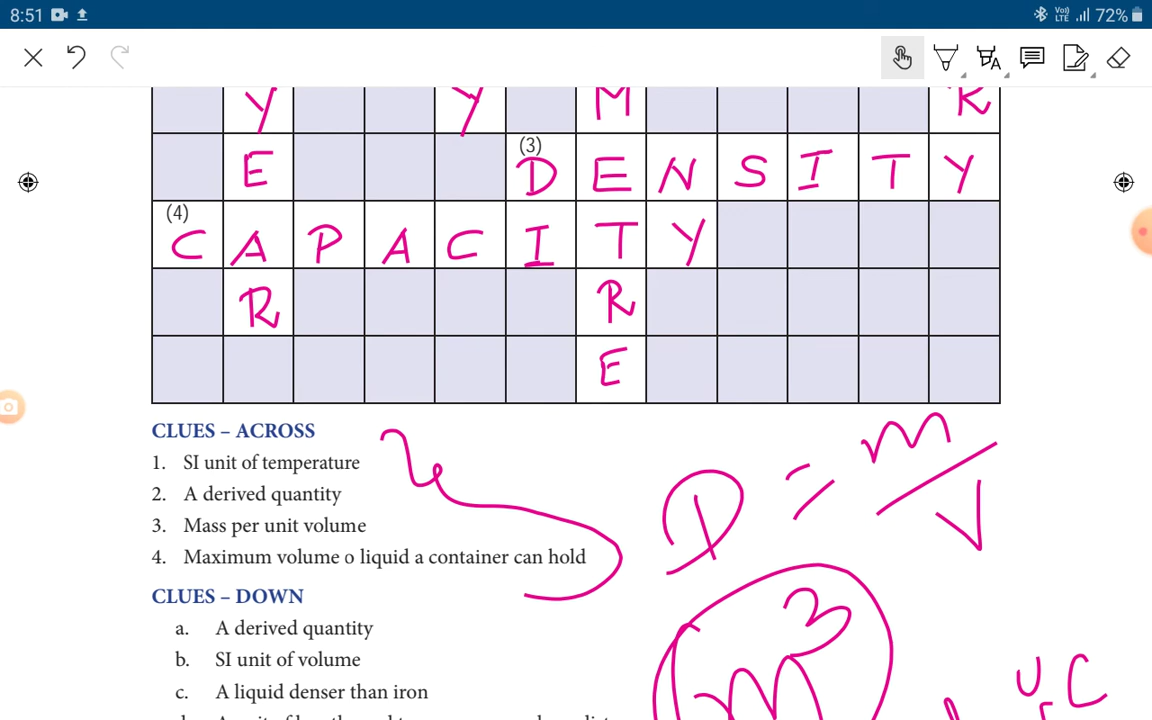 8:51 Vo) LTE 72%
Y Y M R
E (3) D E N S I T Y
(4) C A P A C I T Y
R R
E
CLUES – ACROSS
1. SI unit of temperature
2. A derived quantity
3. Mass per unit volume
4. Maximum volume o liquid a container can hold
D = m/V
CLUES – DOWN
a. A derived quantity
b. SI unit of volume
c. A liquid denser than iron
m3